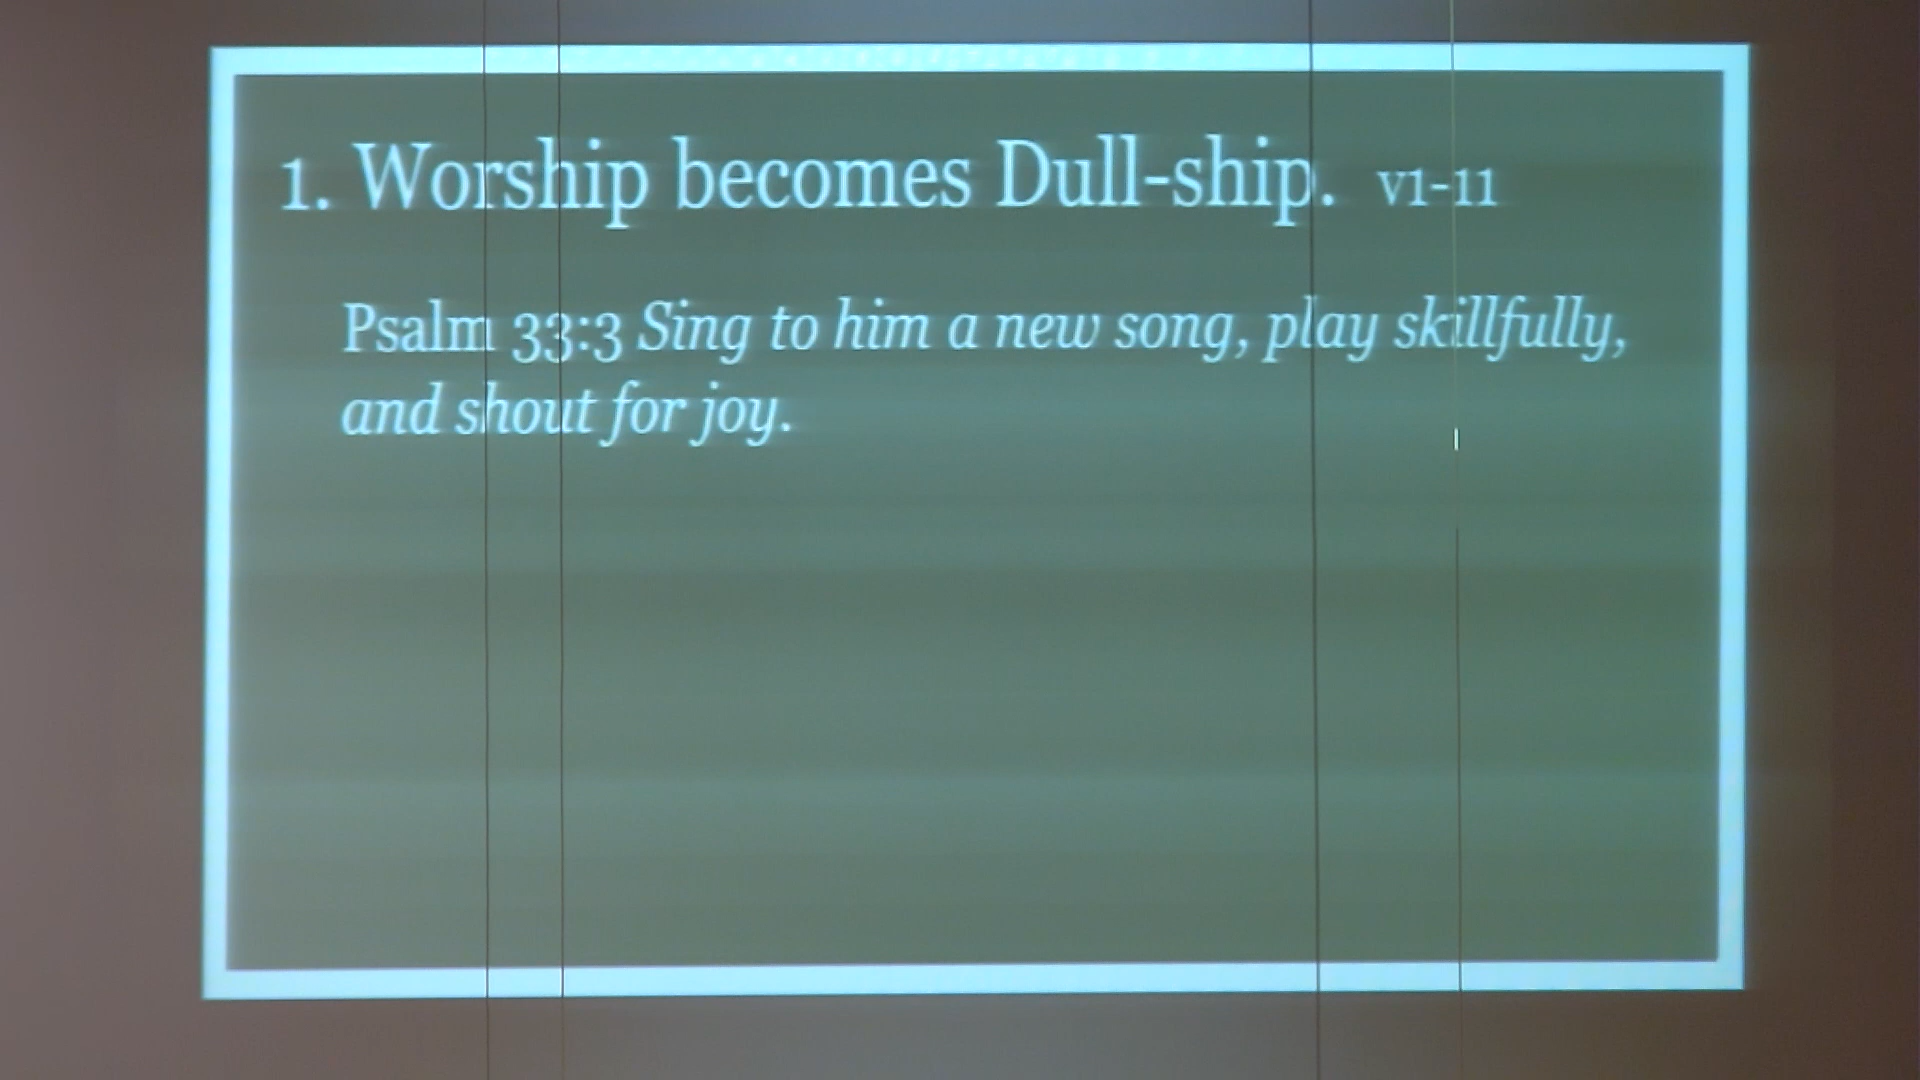 1. Worship becomes Dull-ship. v1-11
Psalm 33:3 Sing to him a new song, play skillfully,
and shout for joy.